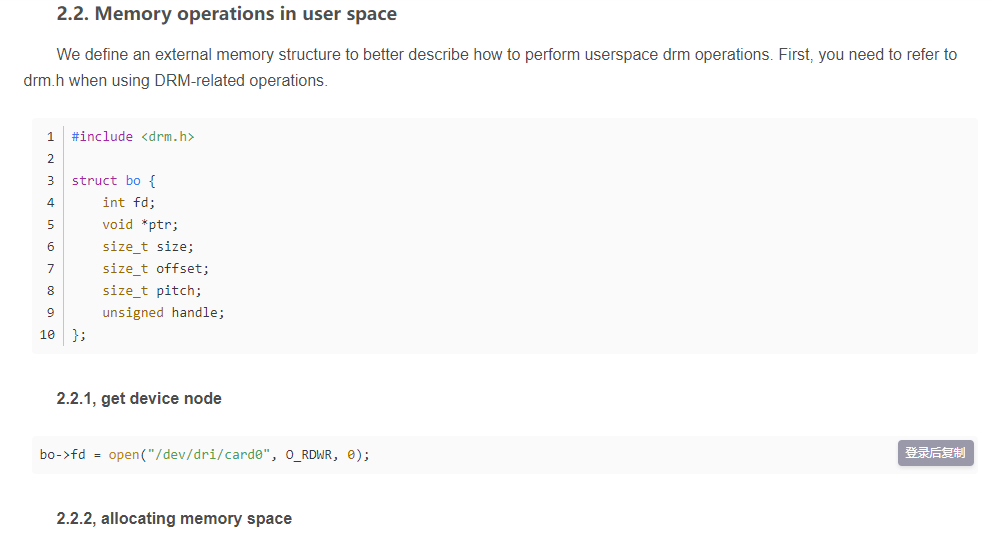 2.2. Memory operations in user space
We define an external memory structure to better describe how to perform userspace drm operations. First, you need to refer to
drm.h when using DRM-related operations.
1 #include <drm.h>
2
3 struct bo {
4     int fd;
5     void *ptr;
6     size_t size;
7     size_t offset;
8     size_t pitch;
9     unsigned handle;
10 };
2.2.1, get device node
bo->fd = open("/dev/dri/card0", O_RDWR, 0);
登录后复制
2.2.2, allocating memory space